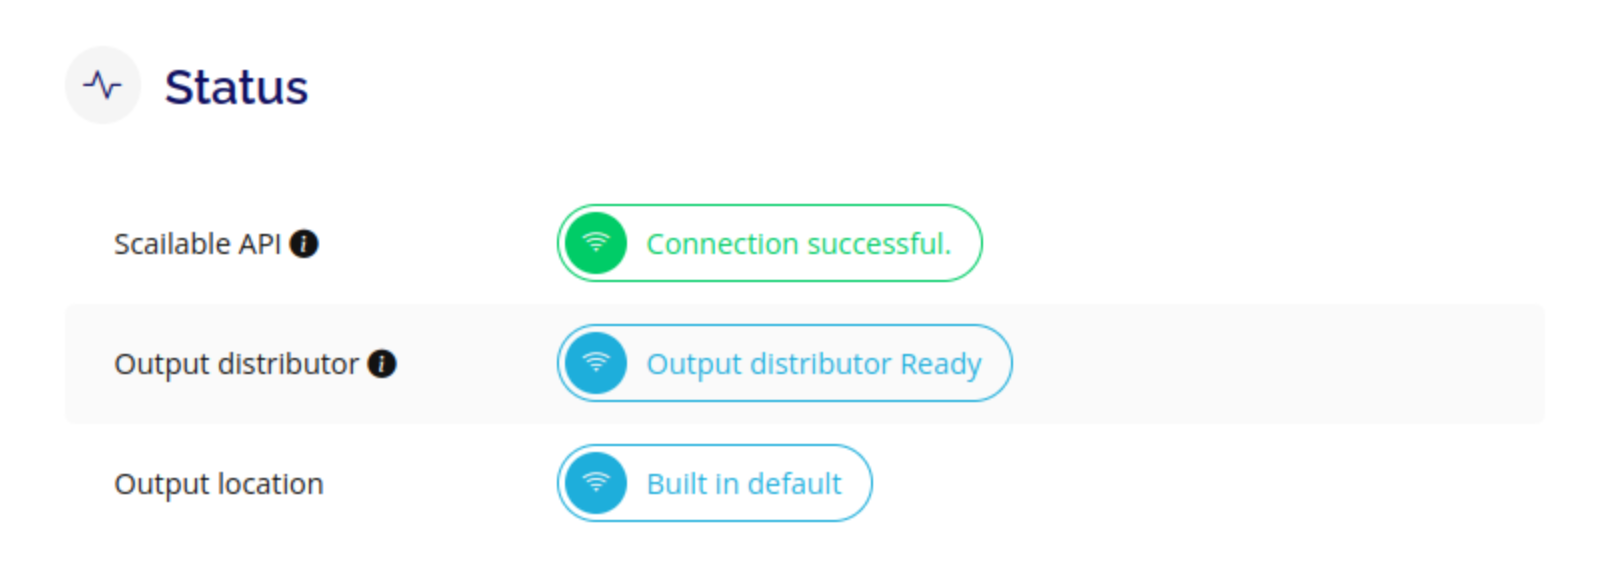 Status
Scailable API
Connection successful.
Output distributor
Output distributor Ready
Output location
Built in default